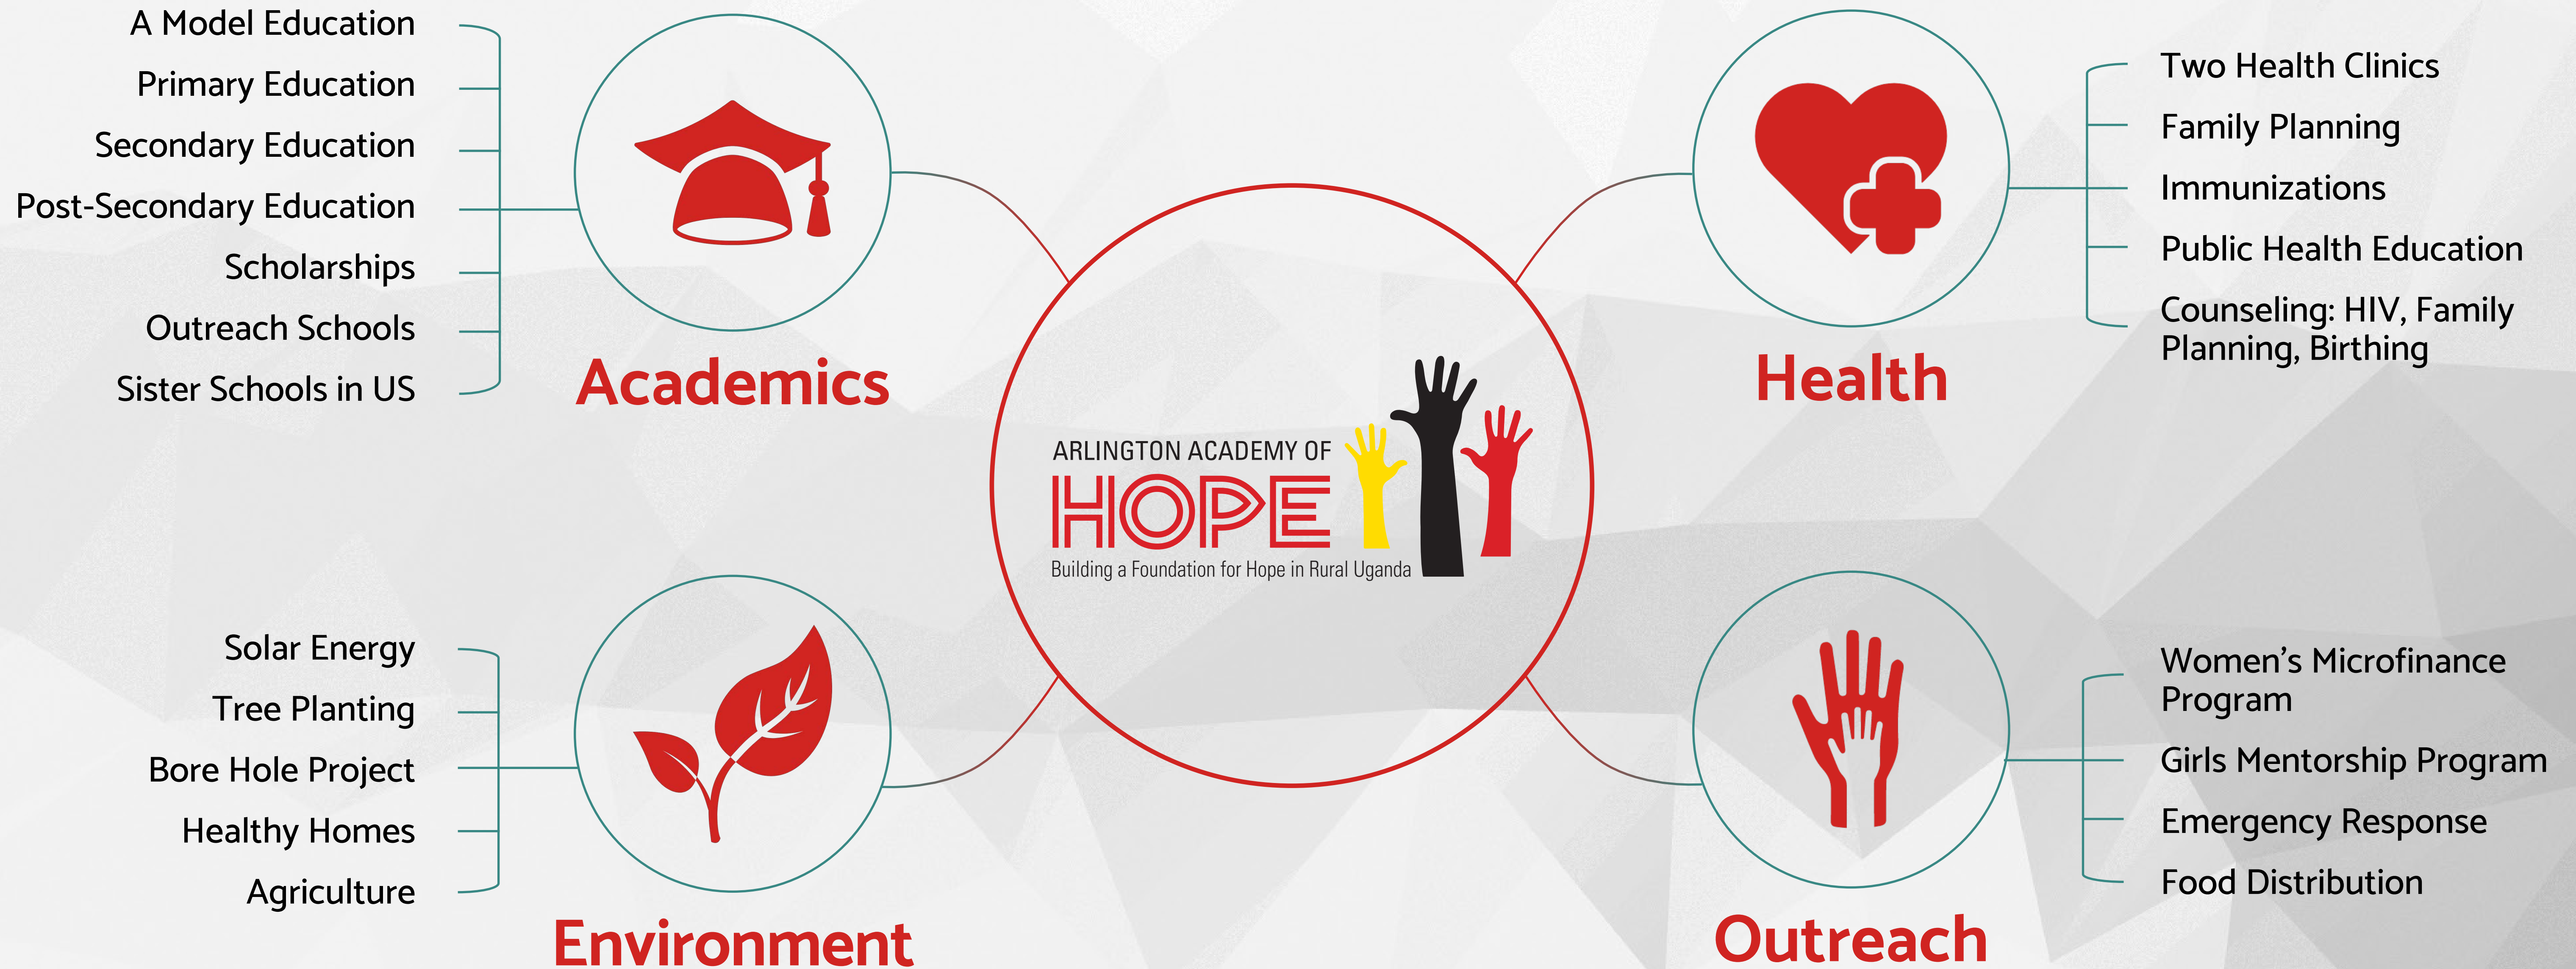 A Model Education
Primary Education
Secondary Education
Post-Secondary Education
Scholarships
Outreach Schools
Sister Schools in US
Academics
Two Health Clinics
Family Planning
Immunizations
Public Health Education
Counseling: HIV, Family
Planning, Birthing
Health
ARLINGTON ACADEMY OF
HOPE
Building a Foundation for Hope in Rural Uganda
Solar Energy
Tree Planting
Bore Hole Project
Healthy Homes
Agriculture
Environment
Women's Microfinance
Program
Girls Mentorship Program
Emergency Response
Food Distribution
Outreach